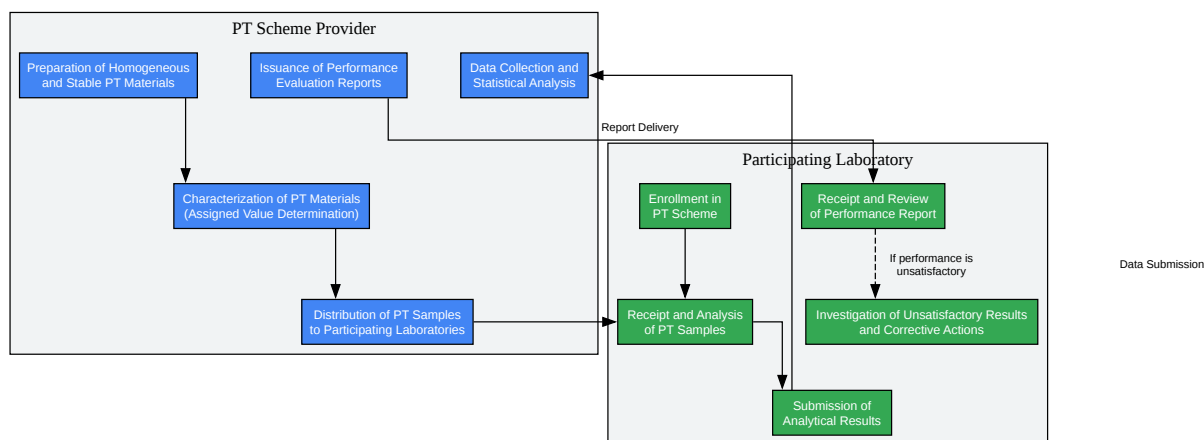 PT Scheme Provider
Preparation of Homogeneous
and Stable PT Materials
Issuance of Performance
Evaluation Reports
Data Collection and
Statistical Analysis
Report Delivery
Participating Laboratory
Characterization of PT Materials
(Assigned Value Determination)
Enrollment in
PT Scheme
Receipt and Review
of Performance Report
If performance is
unsatisfactory
Data Submission
Distribution of PT Samples
to Participating Laboratories
Receipt and Analysis
of PT Samples
Investigation of Unsatisfactory Results
and Corrective Actions
Submission of
Analytical Results